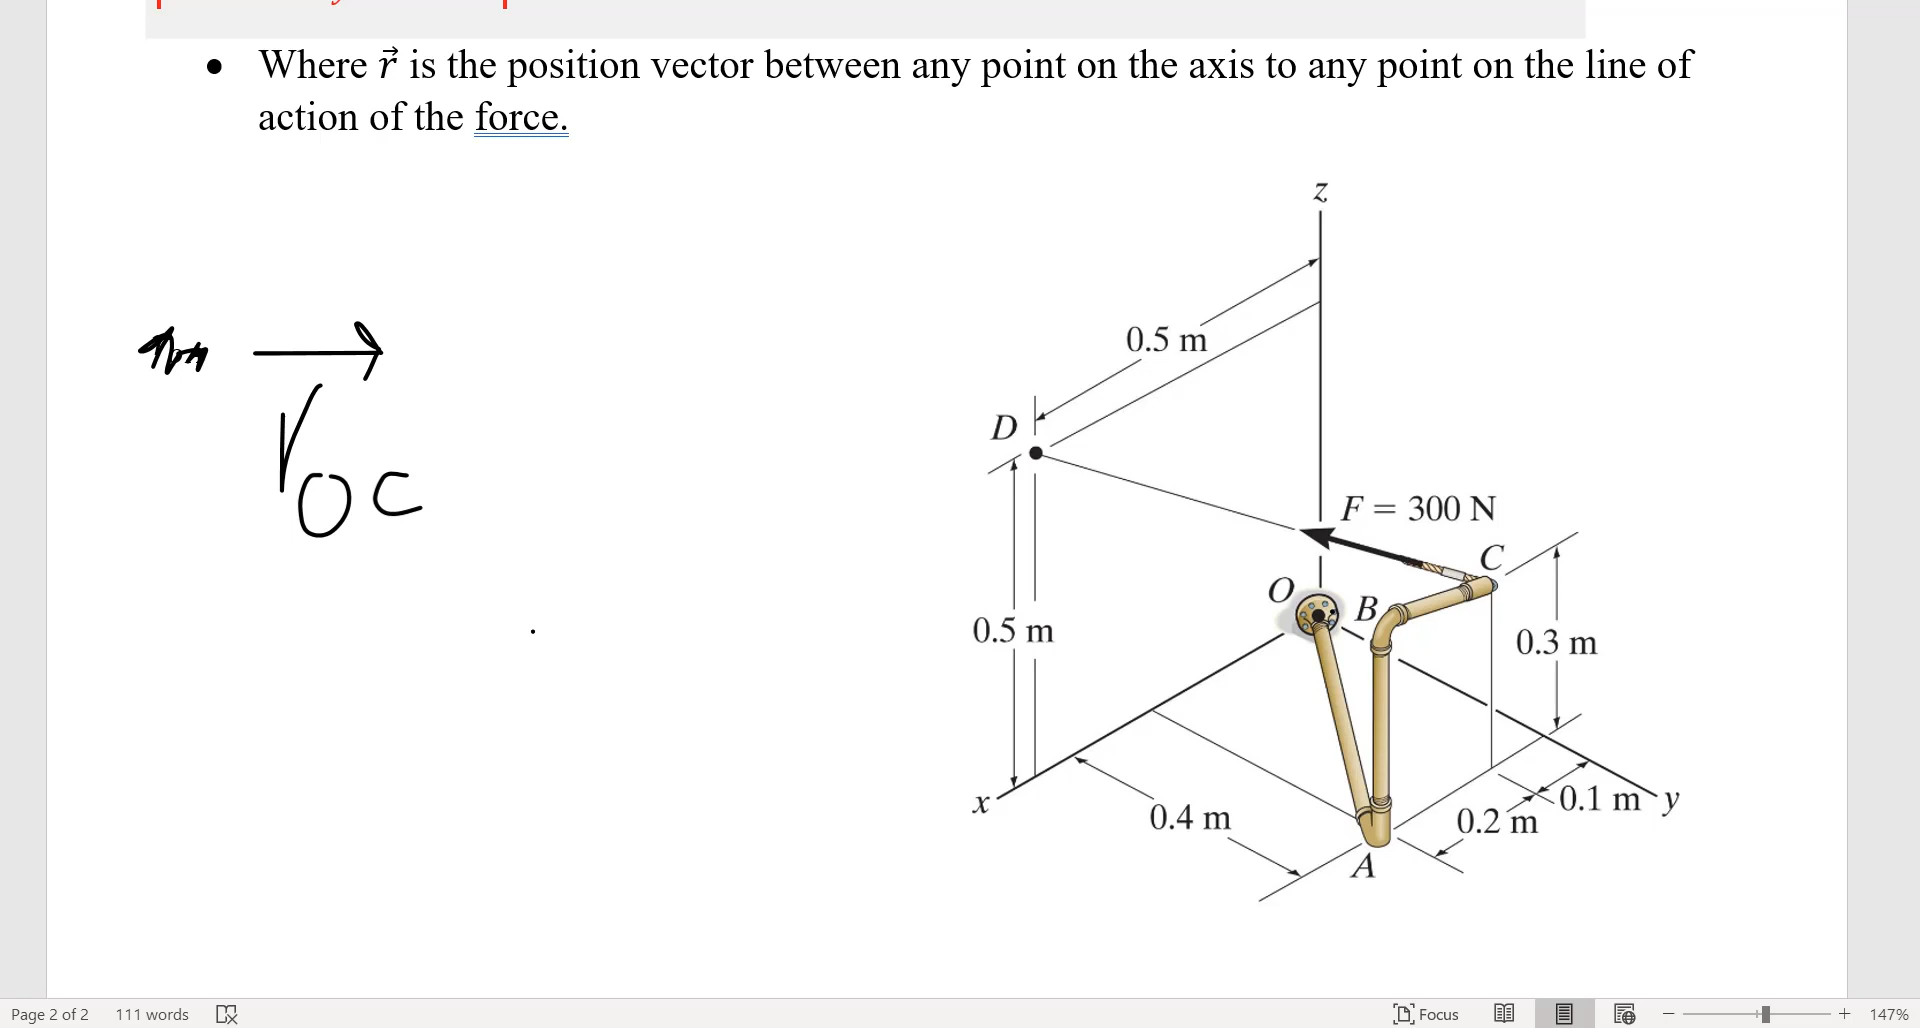 • Where r⃗ is the position vector between any point on the axis to any point on the line of
action of the force.
z
0.5 m
D
F = 300 N
C
O
B
0.5 m
0.3 m
x
0.4 m
0.2 m
0.1 m
y
A
r⃗OC
Page 2 of 2
111 words
Focus
147%